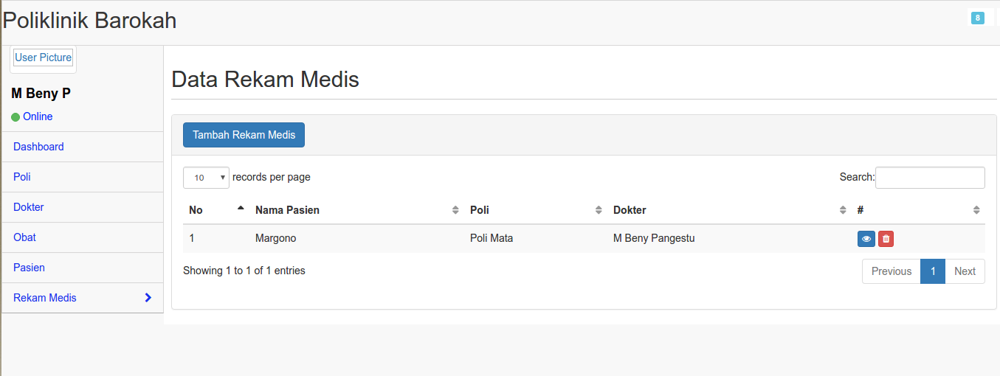 Poliklinik Barokah
8
User Picture
M Beny P
Online
Dashboard
Poli
Dokter
Obat
Pasien
Rekam Medis
Data Rekam Medis
Tambah Rekam Medis
10 records per page
Search:
No Nama Pasien Poli Dokter #
1 Margono Poli Mata M Beny Pangestu
Showing 1 to 1 of 1 entries
Previous 1 Next